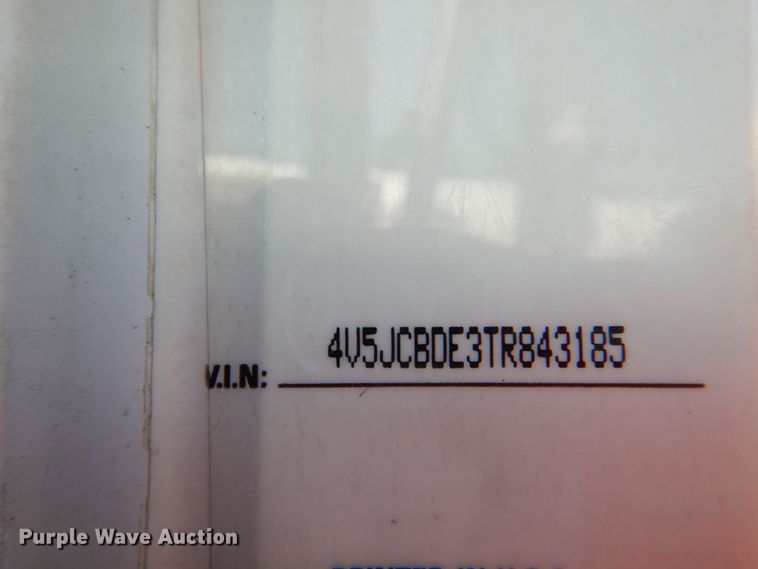 4V5JCBDE3TR843185
V.I.N:
Purple Wave Auction